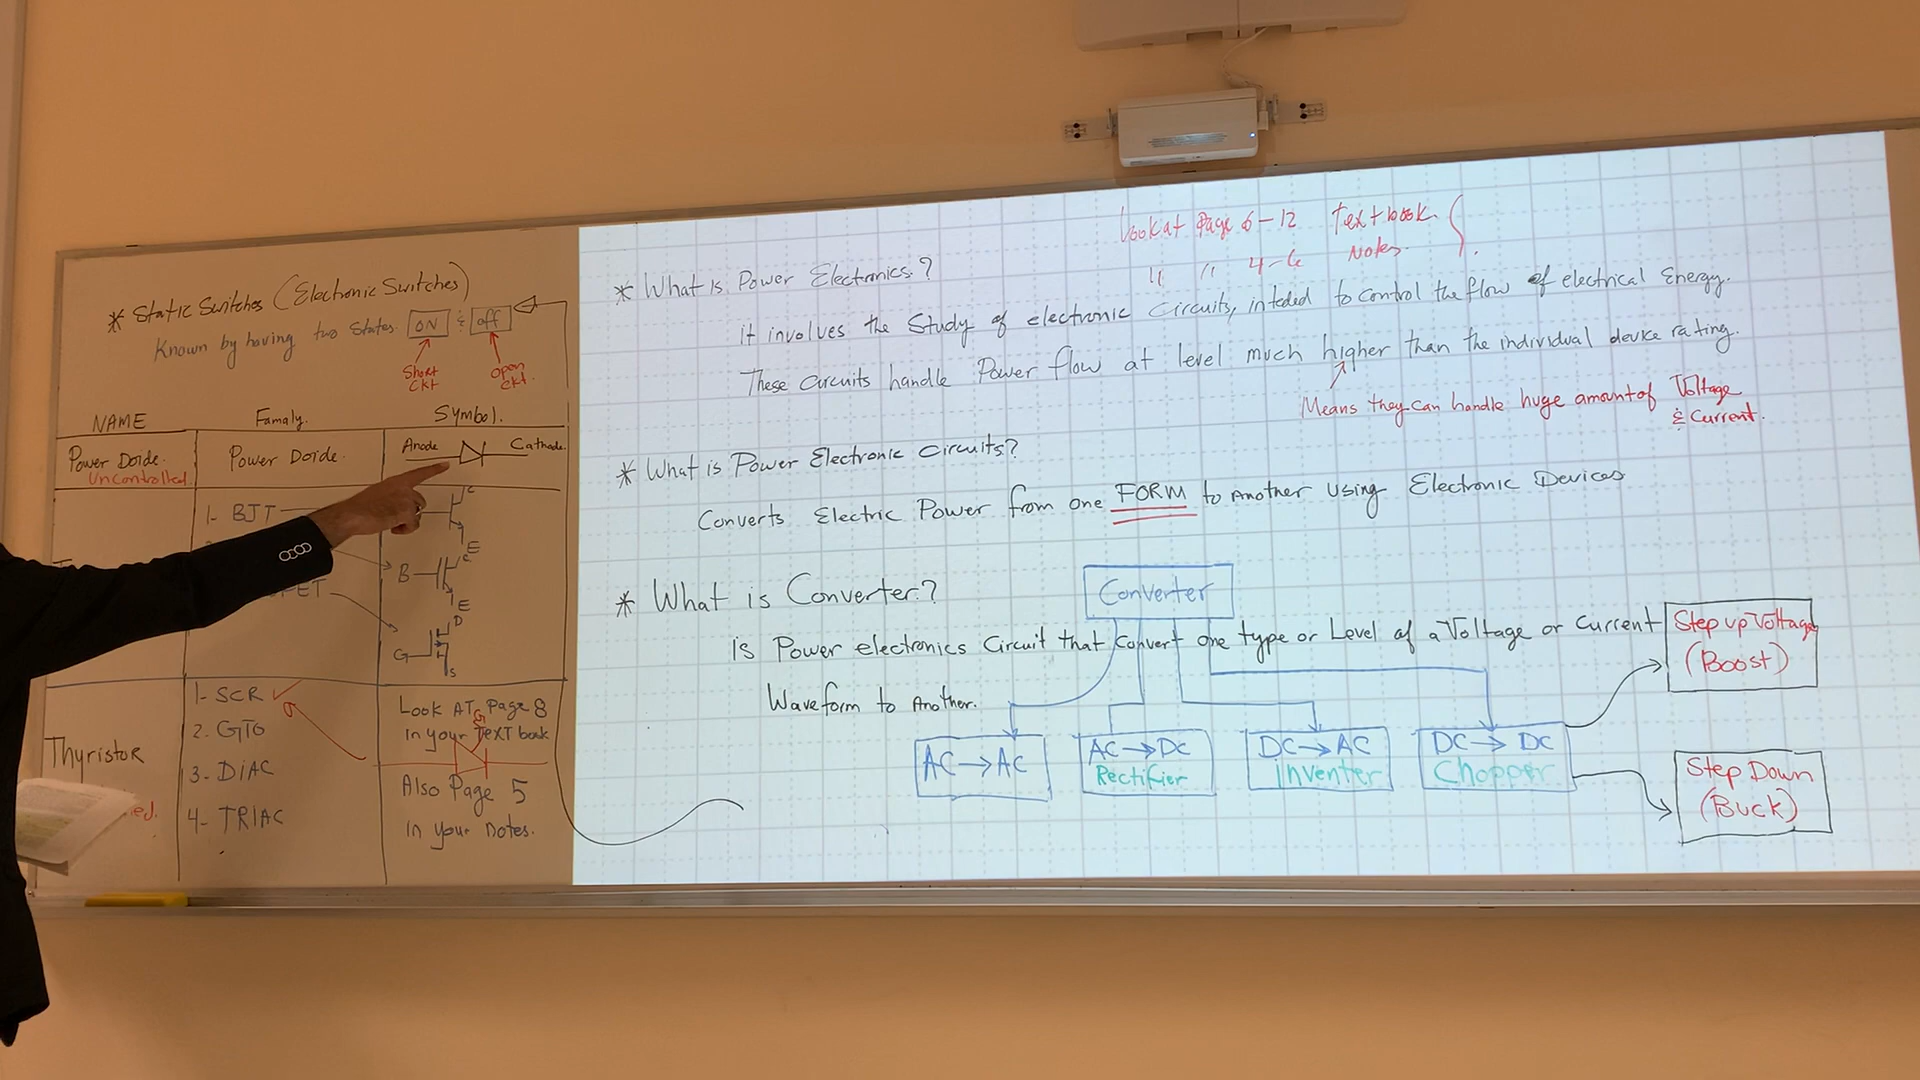 * Static Switches (Electronic Switches)
Known by having two States. ON & off
Short Ckt
open ckt.
NAME Famaly. Symbol.
Power Doide. Uncontrolled
Power Doide.
Anode Cathode.
1- BJT
C
E
B
C
E
D
G
S
Thyristor
1- SCR
2. GTO
3- DIAC
4- TRIAC
Look AT Page 8
in your TEXT book
G
Also Page 5
in your notes.
Look at Page 6-12 textbook.
" " 4-6 Notes.
* What is Power Electronics.?
it involves the Study of electronic Circuits, inteded to control the flow of electrical Energy.
These circuits handle Power flow at level much higher than the individual device rating.
Means they can handle huge amount of Voltage
& Current.
* What is Power Electronic Circuits?
Converts Electric Power from one FORM to Another Using Electronic Devices
* What is Converter?
Converter
is Power electronics Circuit that Convert one type or Level of a Voltage or Current
Waveform to Another.
AC → AC
AC → DC
Rectifier
DC → AC
inventer
DC → DC
Chopper
Step up Voltage
(Boost)
Step Down
(Buck)